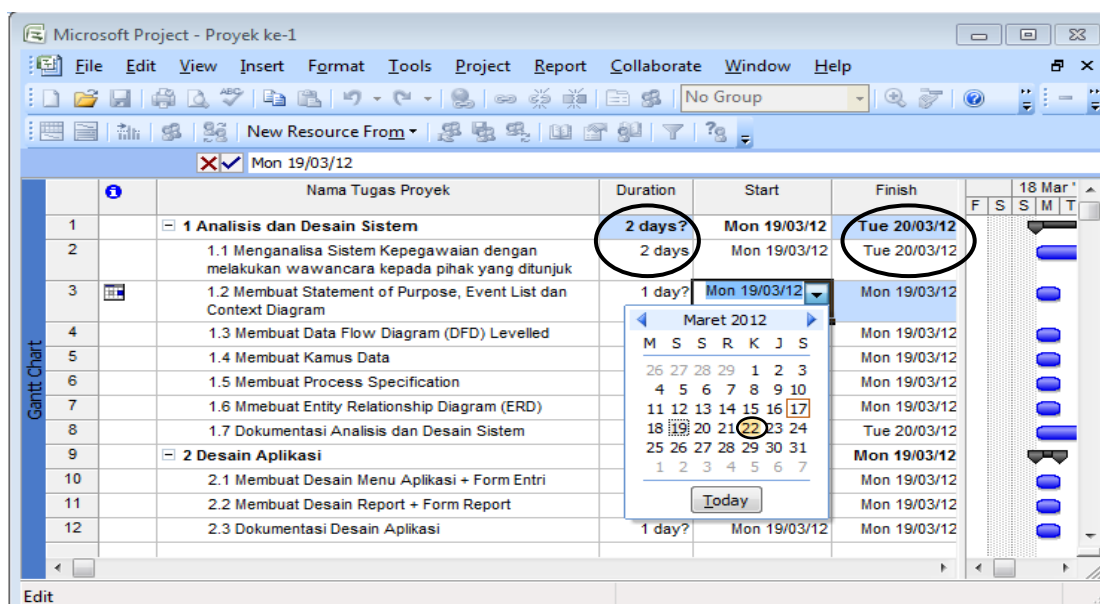 Microsoft Project - Proyek ke-1
File Edit View Insert Format Tools Project Report Collaborate Window Help
ABC No Group
New Resource From
Mon 19/03/12
Nama Tugas Proyek Duration Start Finish 18 Mar '
F S S M T
1 1 Analisis dan Desain Sistem 2 days? Mon 19/03/12 Tue 20/03/12
2 1.1 Menganalisa Sistem Kepegawaian dengan 2 days Mon 19/03/12 Tue 20/03/12
melakukan wawancara kepada pihak yang ditunjuk
3 1.2 Membuat Statement of Purpose, Event List dan 1 day? Mon 19/03/12 Mon 19/03/12
Context Diagram
4 1.3 Membuat Data Flow Diagram (DFD) Levelled Mon 19/03/12
5 1.4 Membuat Kamus Data Mon 19/03/12
6 1.5 Membuat Process Specification Mon 19/03/12
7 1.6 Mmebuat Entity Relationship Diagram (ERD) Mon 19/03/12
8 1.7 Dokumentasi Analisis dan Desain Sistem Tue 20/03/12
9 2 Desain Aplikasi Mon 19/03/12
10 2.1 Membuat Desain Menu Aplikasi + Form Entri Mon 19/03/12
11 2.2 Membuat Desain Report + Form Report Mon 19/03/12
12 2.3 Dokumentasi Desain Aplikasi 1 day? Mon 19/03/12 Mon 19/03/12
Maret 2012
M S S R K J S
26 27 28 29 1 2 3
4 5 6 7 8 9 10
11 12 13 14 15 16 17
18 19 20 21 22 23 24
25 26 27 28 29 30 31
1 2 3 4 5 6 7
Today
Gantt Chart
Edit